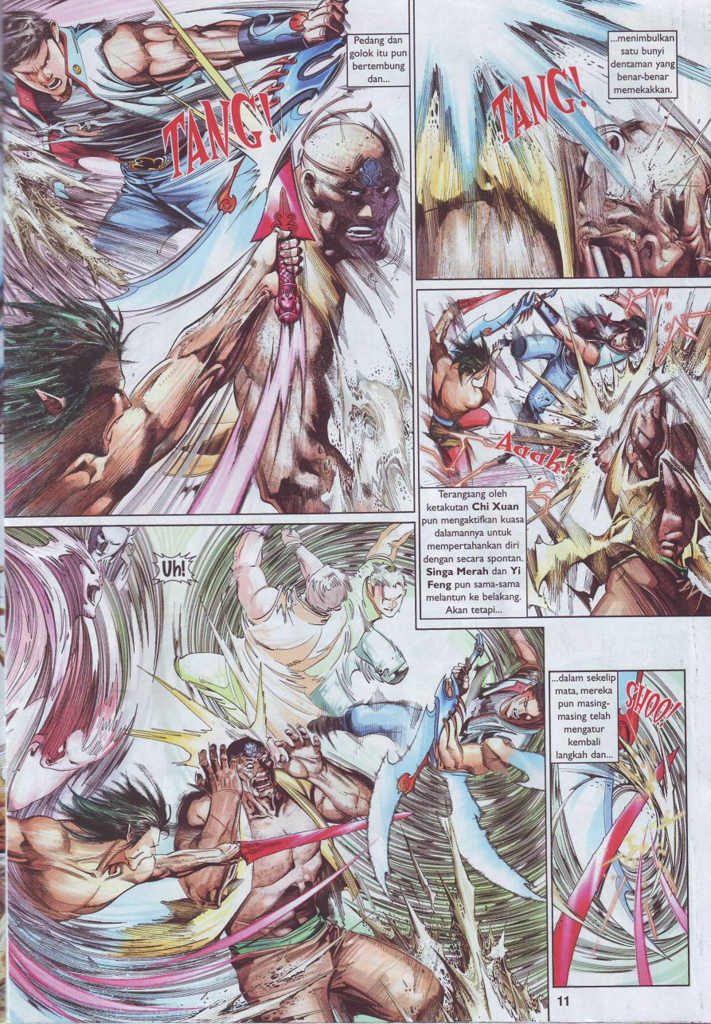 Pedang dan
golok itu pun
bertembung
dan...
TANG!
...menimbulkan
satu bunyi
dentaman yang
benar-benar
memekakkan.
TANG!
Aaakh!
Terangsang oleh
ketakutan Chi Xuan
pun mengaktifkan kuasa
dalamannya untuk
mempertahankan diri
dengan secara spontan.
Singa Merah dan Yi
Feng pun sama-sama
melantun ke belakang.
Akan tetapi...
Uh!
...dalam sekelip
mata, mereka
pun masing-
masing telah
mengatur
kembali
langkah dan...
SHOO!
11